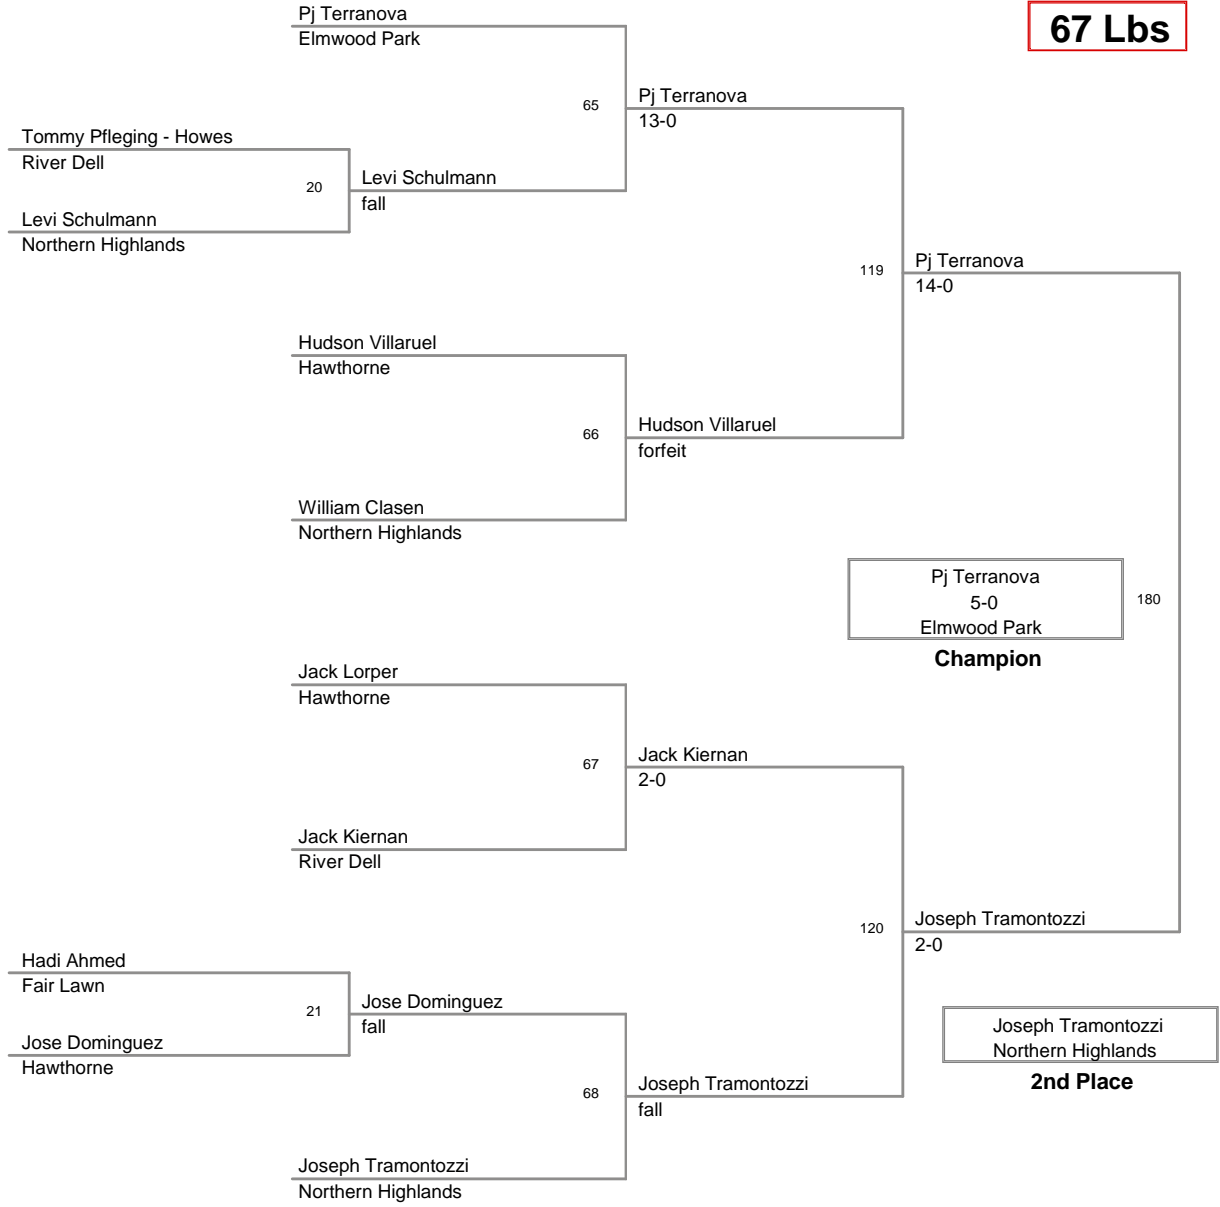 Pj Terranova
Elmwood Park
67 Lbs
65
Pj Terranova
13-0
Tommy Pfleging - Howes
River Dell
20
Levi Schulmann
fall
Levi Schulmann
Northern Highlands
119
Pj Terranova
14-0
Hudson Villaruel
Hawthorne
66
Hudson Villaruel
forfeit
William Clasen
Northern Highlands
Pj Terranova
5-0
Elmwood Park
Champion
180
Jack Lorper
Hawthorne
67
Jack Kiernan
2-0
Jack Kiernan
River Dell
120
Joseph Tramontozzi
2-0
Hadi Ahmed
Fair Lawn
21
Jose Dominguez
fall
Jose Dominguez
Hawthorne
Joseph Tramontozzi
Northern Highlands
2nd Place
68
Joseph Tramontozzi
fall
Joseph Tramontozzi
Northern Highlands